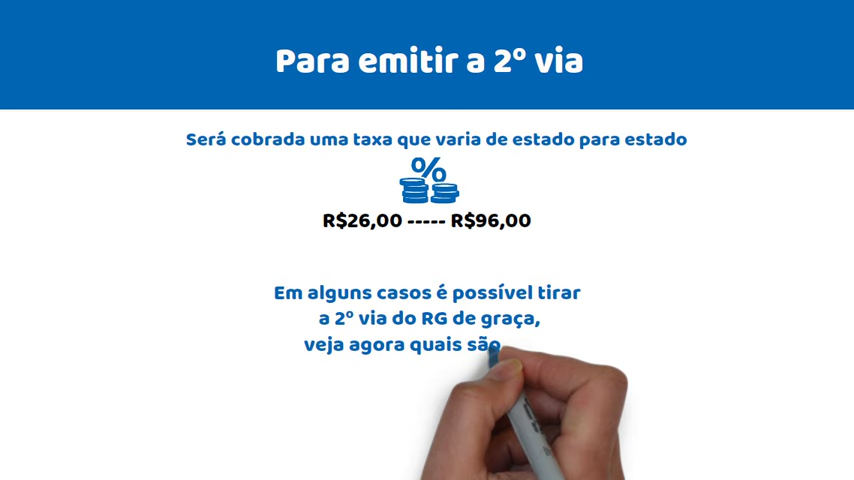 Para emitir a 2º via
Será cobrada uma taxa que varia de estado para estado
%
R$26,00 ----- R$96,00
Em alguns casos é possível tirar
a 2º via do RG de graça,
veja agora quais são